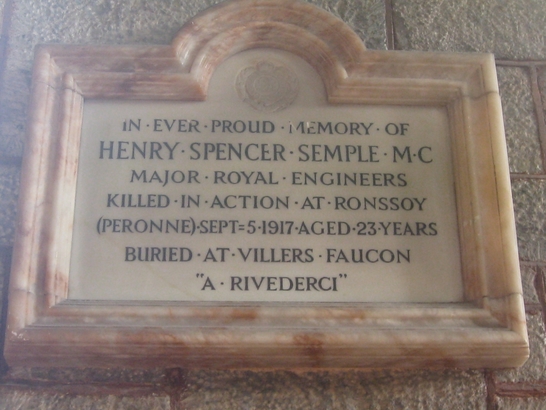 IN·EVER·PROUD·MEMORY·OF
HENRY·SPENCER·SEMPLE·M·C
MAJOR·ROYAL·ENGINEERS
KILLED·IN·ACTION·AT·RONSSOY
(PERONNE)·SEPT=5·1917·AGED·23·YEARS
BURIED·AT·VILLERS·FAUCON
"A·RIVEDERCI"